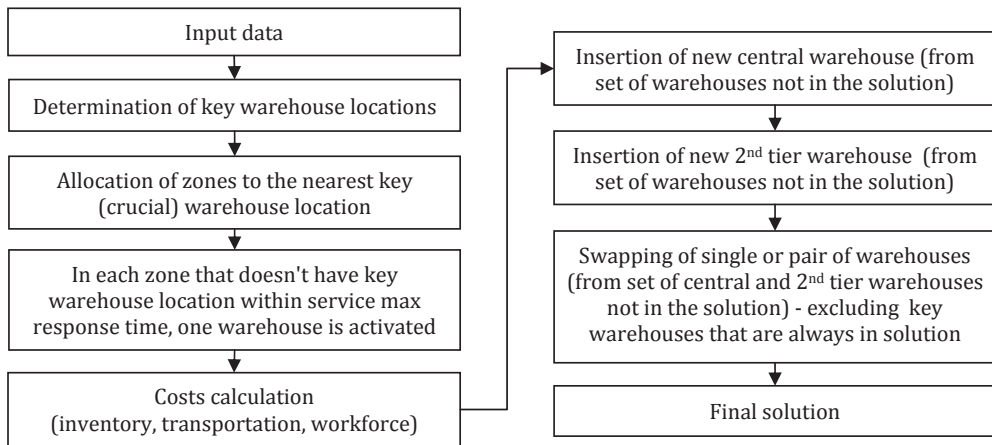 Input data
Determination of key warehouse locations
Allocation of zones to the nearest key
(crucial) warehouse location
In each zone that doesn't have key
warehouse location within service max
response time, one warehouse is activated
Costs calculation
(inventory, transportation, workforce)
Insertion of new central warehouse (from
set of warehouses not in the solution)
Insertion of new 2nd tier warehouse (from
set of warehouses not in the solution)
Swapping of single or pair of warehouses
(from set of central and 2nd tier warehouses
not in the solution) - excluding key
warehouses that are always in solution
Final solution